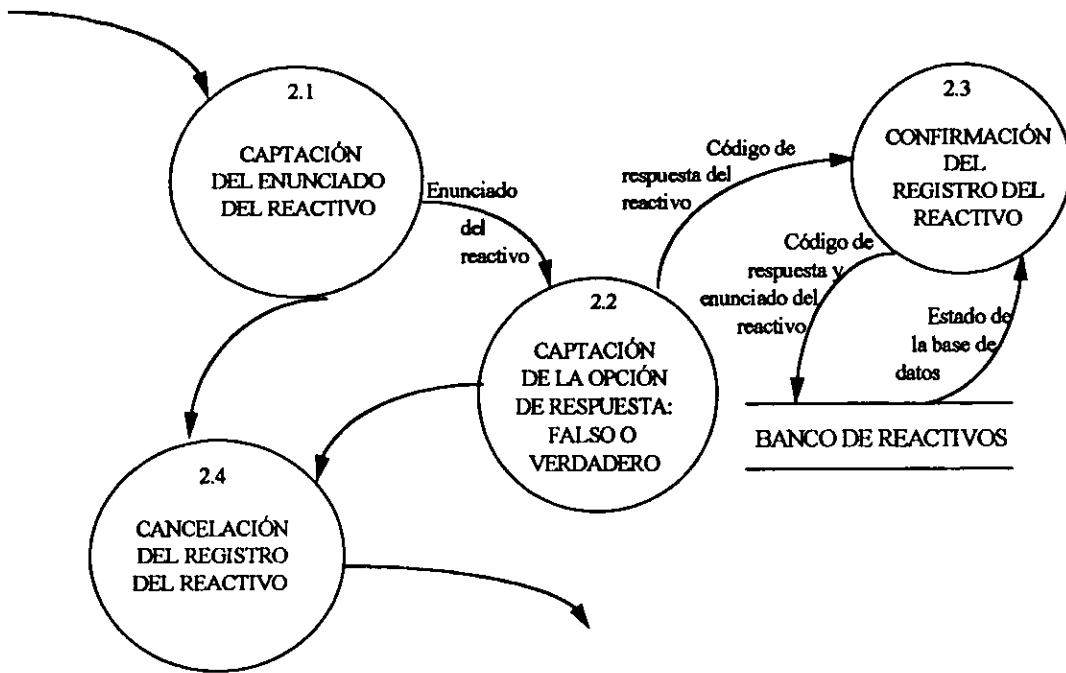 2.1
CAPTACIÓN
DEL ENUNCIADO
DEL REACTIVO
Enunciado
del
reactivo
2.2
CAPTACIÓN
DE LA OPCIÓN
DE RESPUESTA:
FALSO O
VERDADERO
Código de
respuesta del
reactivo
2.3
CONFIRMACIÓN
DEL
REGISTRO DEL
REACTIVO
Código de
respuesta y
enunciado del
reactivo
Estado de
la base de
datos
BANCO DE REACTIVOS
2.4
CANCELACIÓN
DEL REGISTRO
DEL REACTIVO